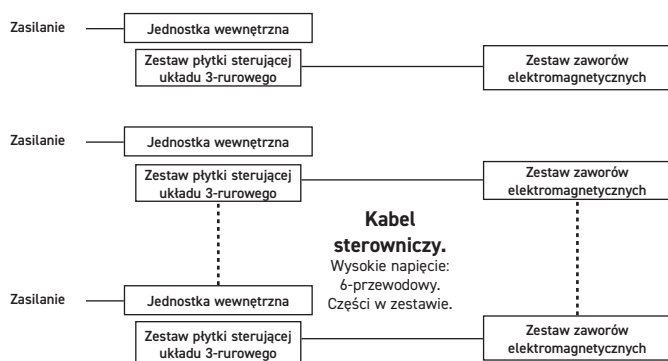 Zasilanie
Jednostka wewnętrzna
Zestaw płytki sterującej
układu 3-rurowego
Zestaw zaworów
elektromagnetycznych
Zasilanie
Jednostka wewnętrzna
Zestaw płytki sterującej
układu 3-rurowego
Zestaw zaworów
elektromagnetycznych
Kabel
sterowniczy.
Wysokie napięcie:
6-przewodowy.
Części w zestawie.
Zasilanie
Jednostka wewnętrzna
Zestaw płytki sterującej
układu 3-rurowego
Zestaw zaworów
elektromagnetycznych